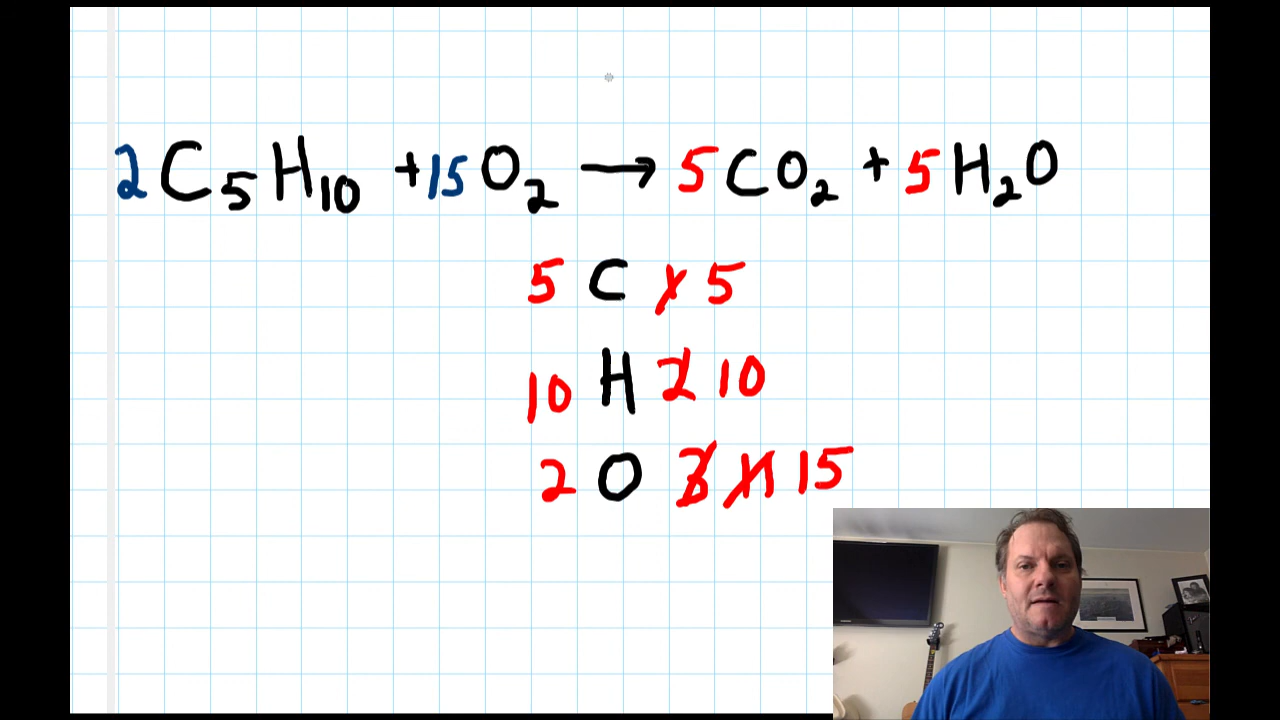 2C₅H₁₀ + 15O₂ → 5CO₂ + 5H₂O
5 C 1 5
10 H 2 10
2 O 3 11 15